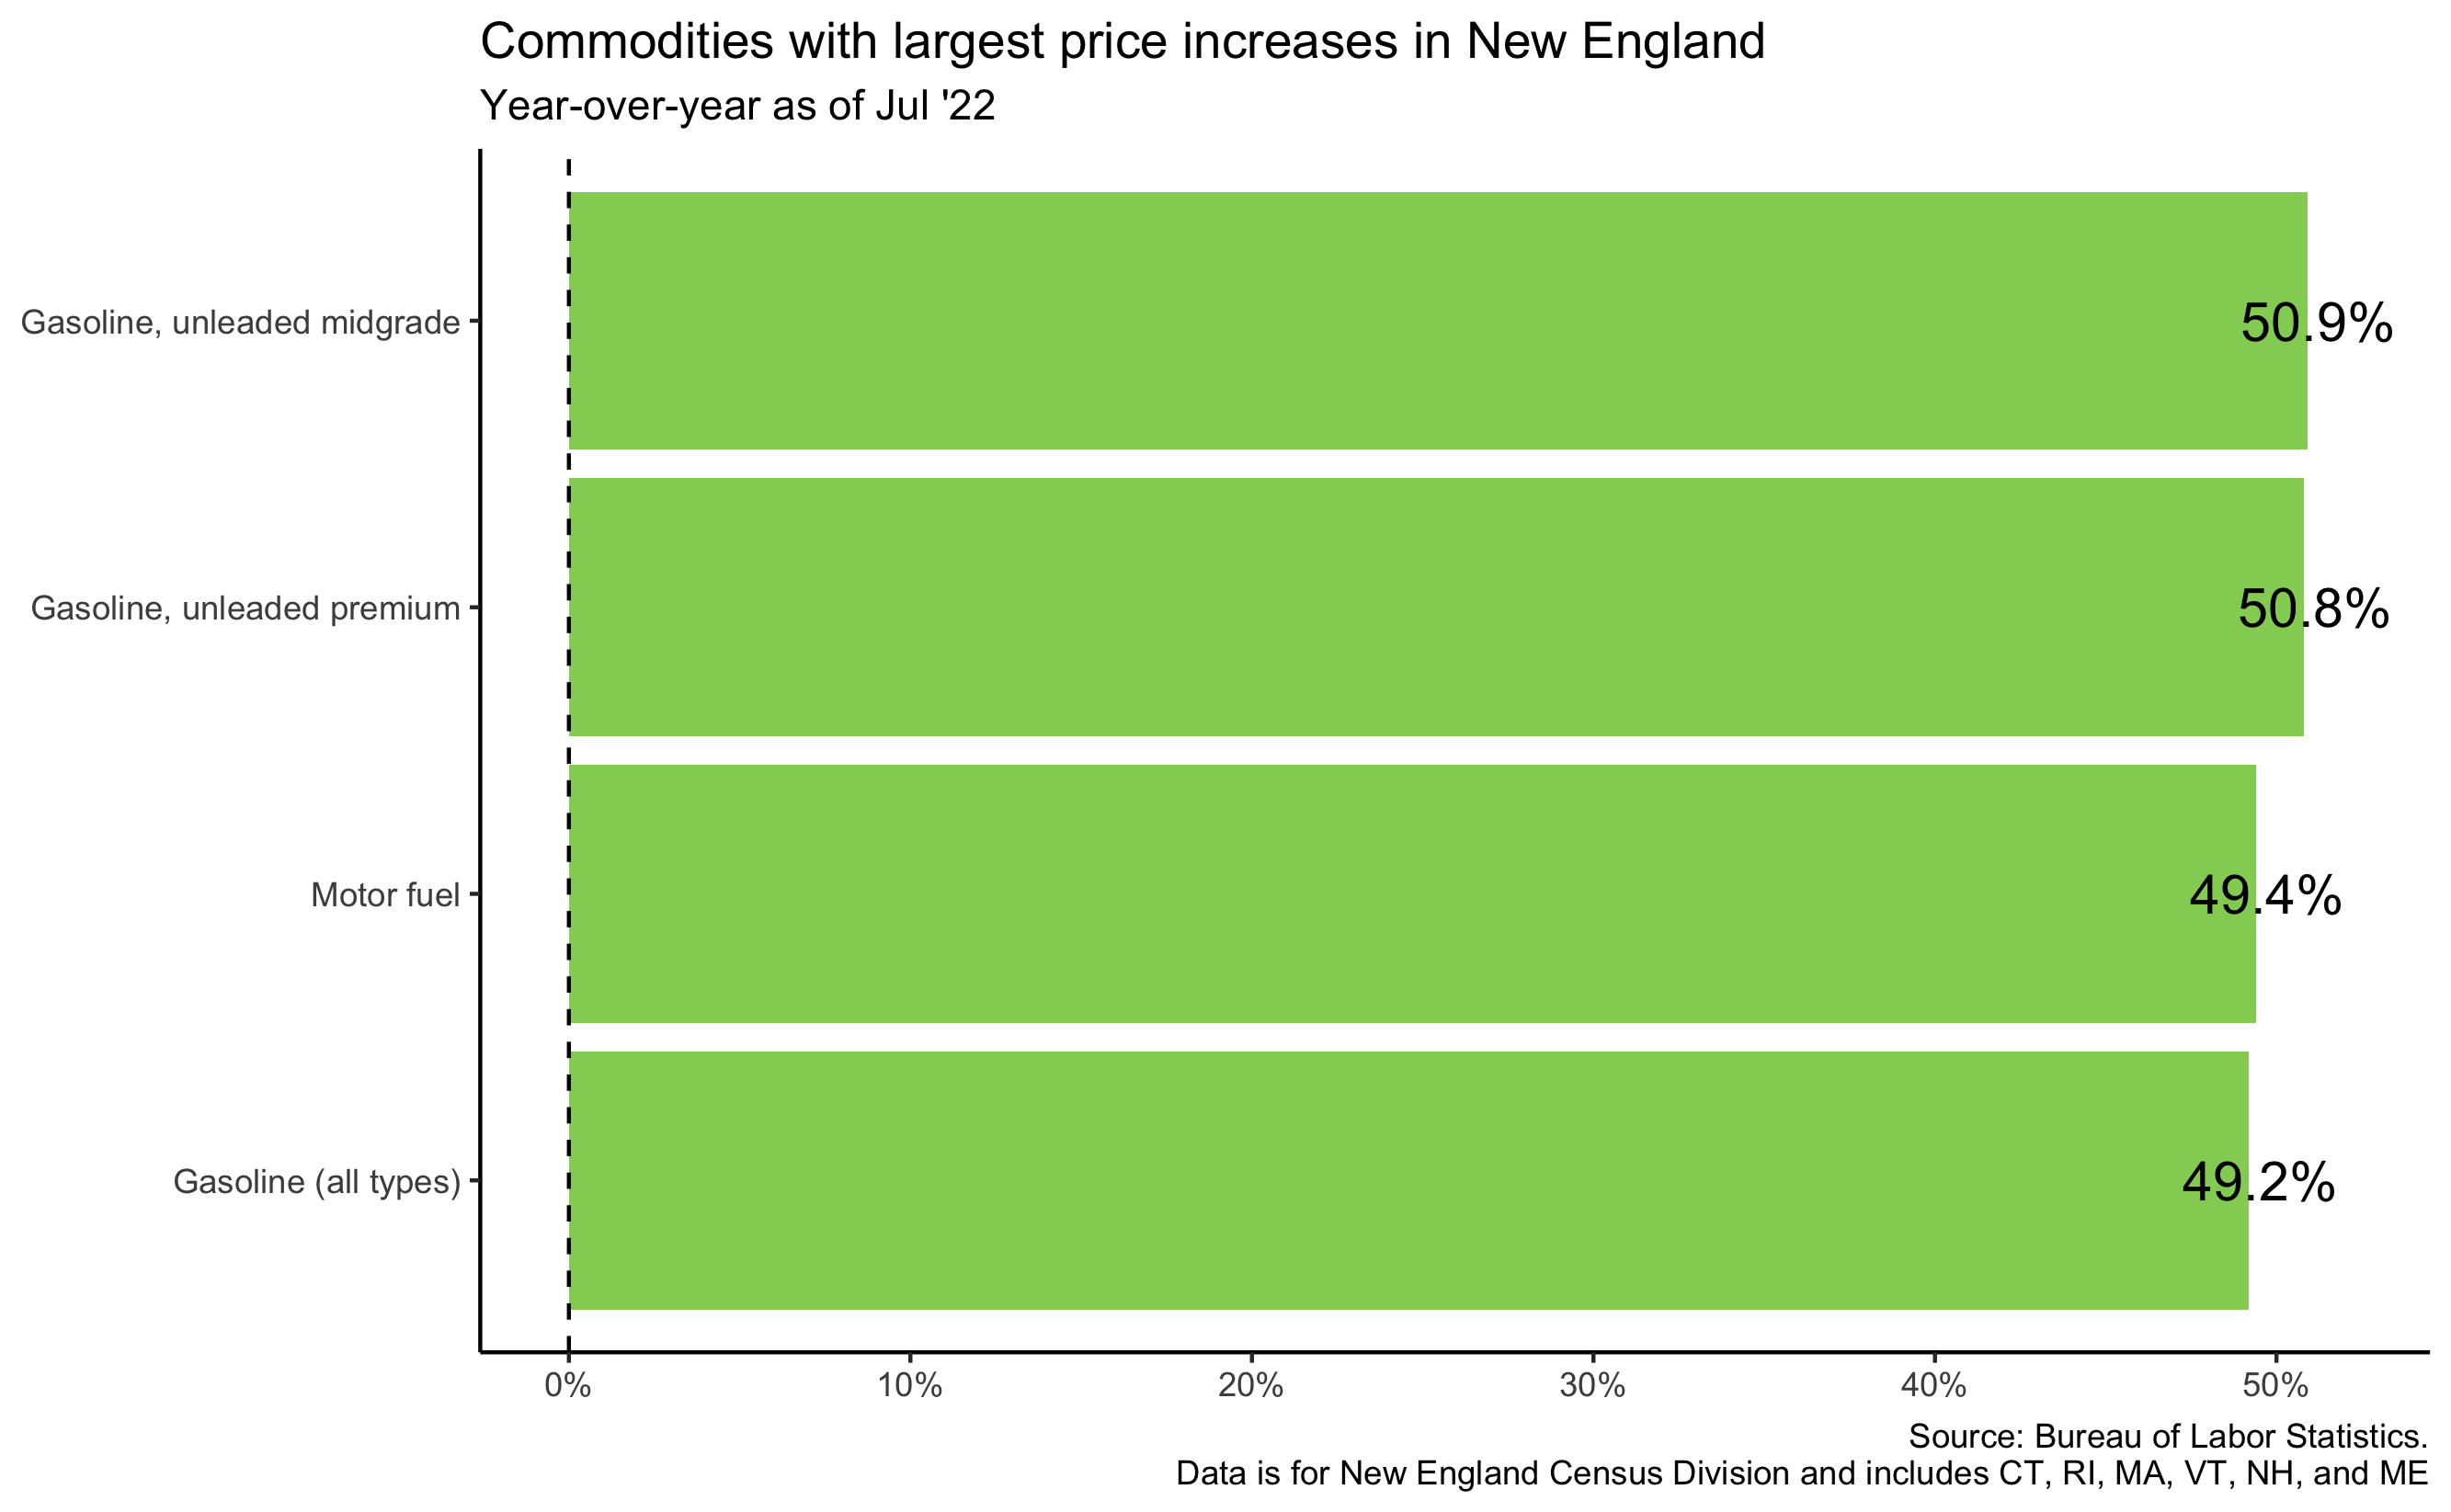 Commodities with largest price increases in New England
Year-over-year as of Jul '22
Gasoline, unleaded midgrade
50.9%
Gasoline, unleaded premium
50.8%
Motor fuel
49.4%
Gasoline (all types)
49.2%
0% 10% 20% 30% 40% 50%
Source: Bureau of Labor Statistics.
Data is for New England Census Division and includes CT, RI, MA, VT, NH, and ME